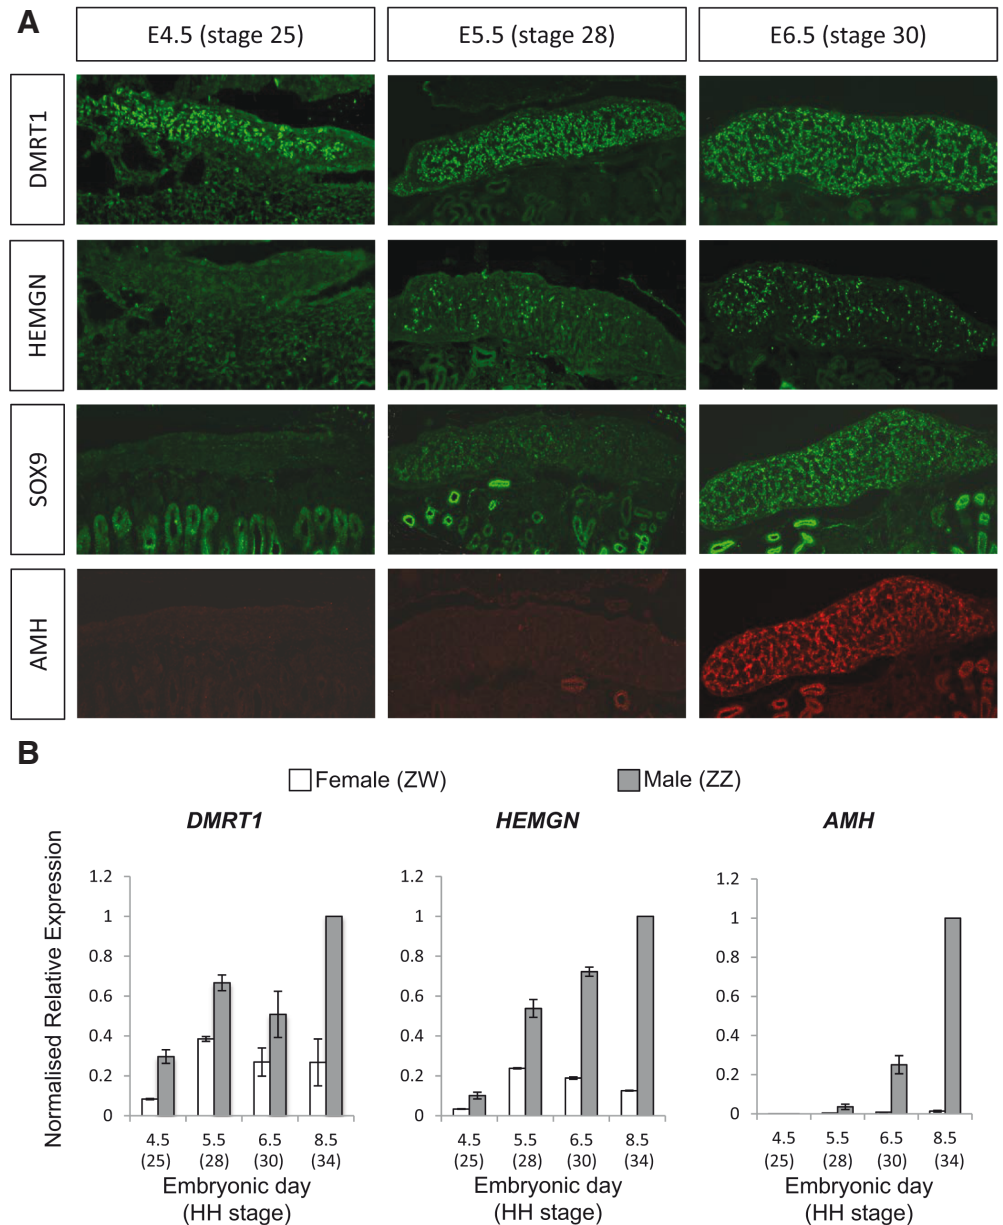 A
E4.5 (stage 25)
E5.5 (stage 28)
E6.5 (stage 30)
DMRT1
HEMGN
SOX9
AMH
B
Female (ZW)
Male (ZZ)
DMRT1
HEMGN
AMH
Normalised Relative Expression
1.2
1
0.8
0.6
0.4
0.2
0
4.5 5.5 6.5 8.5
(25) (28) (30) (34)
Embryonic day
(HH stage)
1.2
1
0.8
0.6
0.4
0.2
0
4.5 5.5 6.5 8.5
(25) (28) (30) (34)
Embryonic day
(HH stage)
1.2
1
0.8
0.6
0.4
0.2
0
4.5 5.5 6.5 8.5
(25) (28) (30) (34)
Embryonic day
(HH stage)